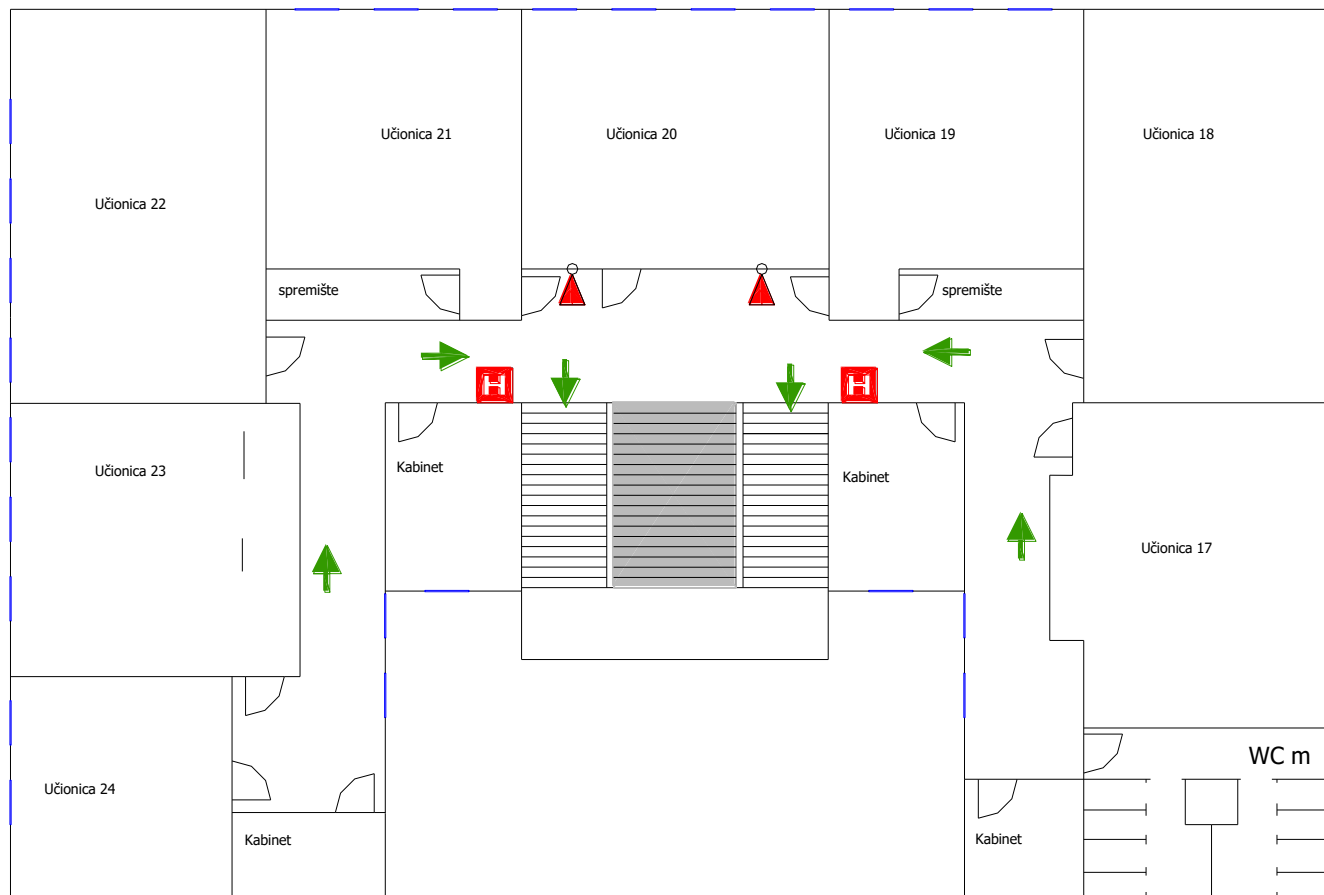 Učionica 21
Učionica 20
Učionica 19
Učionica 18
Učionica 22
spremište
spremište
H
H
Učionica 23
Kabinet
Kabinet
Učionica 17
WC m
Učionica 24
Kabinet
Kabinet